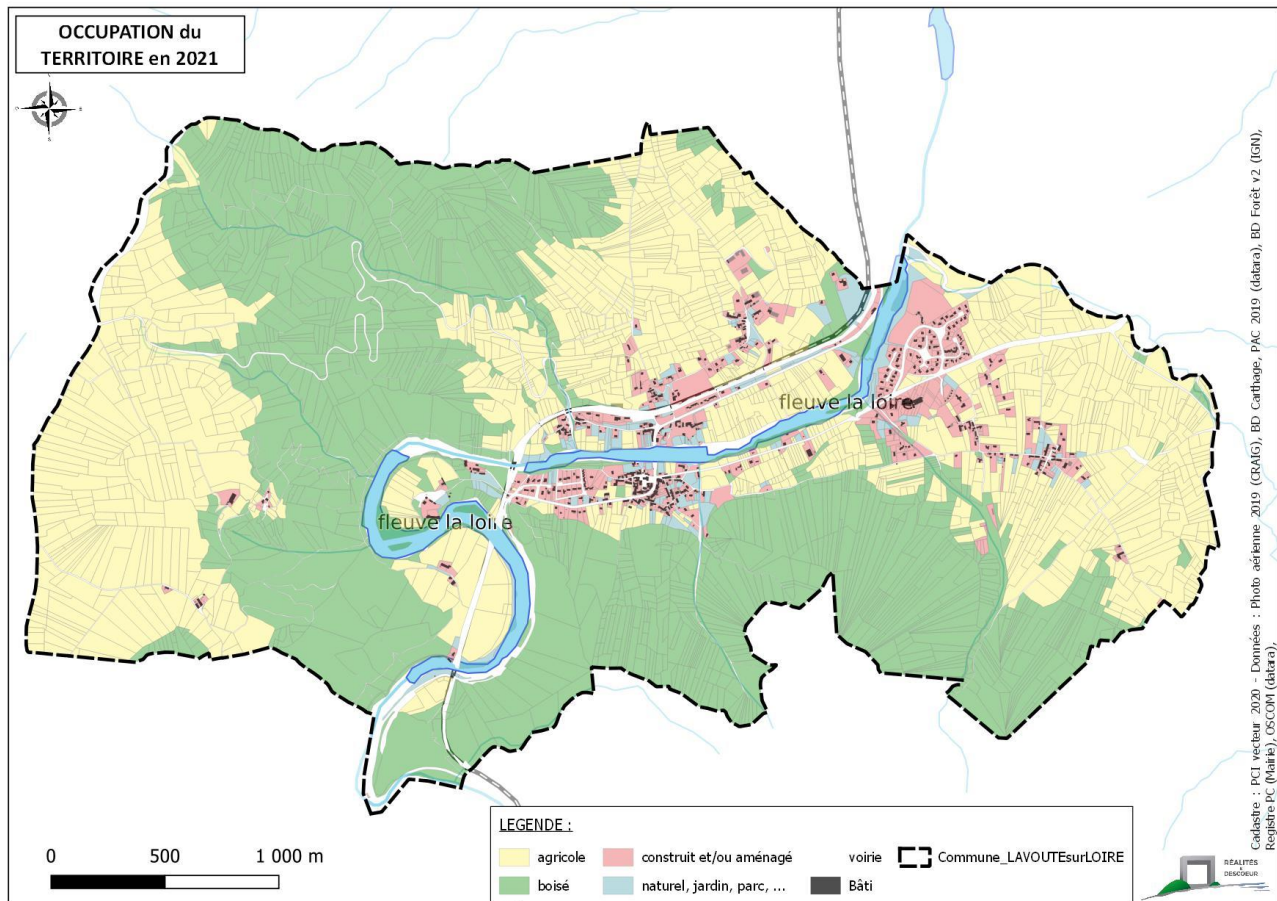 OCCUPATION du
TERRITOIRE en 2021
fleuve la loire
fleuve la loire
0 500 1 000 m
LEGENDE :
agricole construit et/ou aménagé voirie Commune_LAVOUTEsurLOIRE
boisé naturel, jardin, parc, ... Bâti
Cadastre : PCI vecteur 2020 - Données : Photo aérienne 2019 (CRAIG), BD Carthage, PAC 2019 (datara), BD Forêt v2 (IGN),
Registre PC (Mairie), OSCOM (datara),
RÉALITÉS
&
DESCOEUR